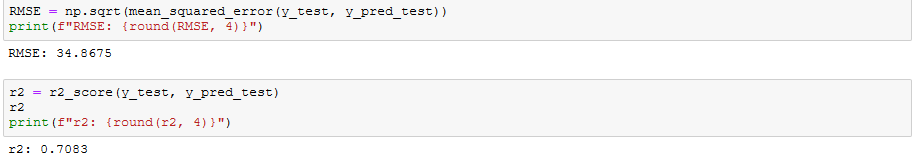 RMSE = np.sqrt(mean_squared_error(y_test, y_pred_test))
print(f"RMSE: {round(RMSE, 4)}")
RMSE: 34.8675
r2 = r2_score(y_test, y_pred_test)
r2
print(f"r2: {round(r2, 4)}")
r2: 0.7083